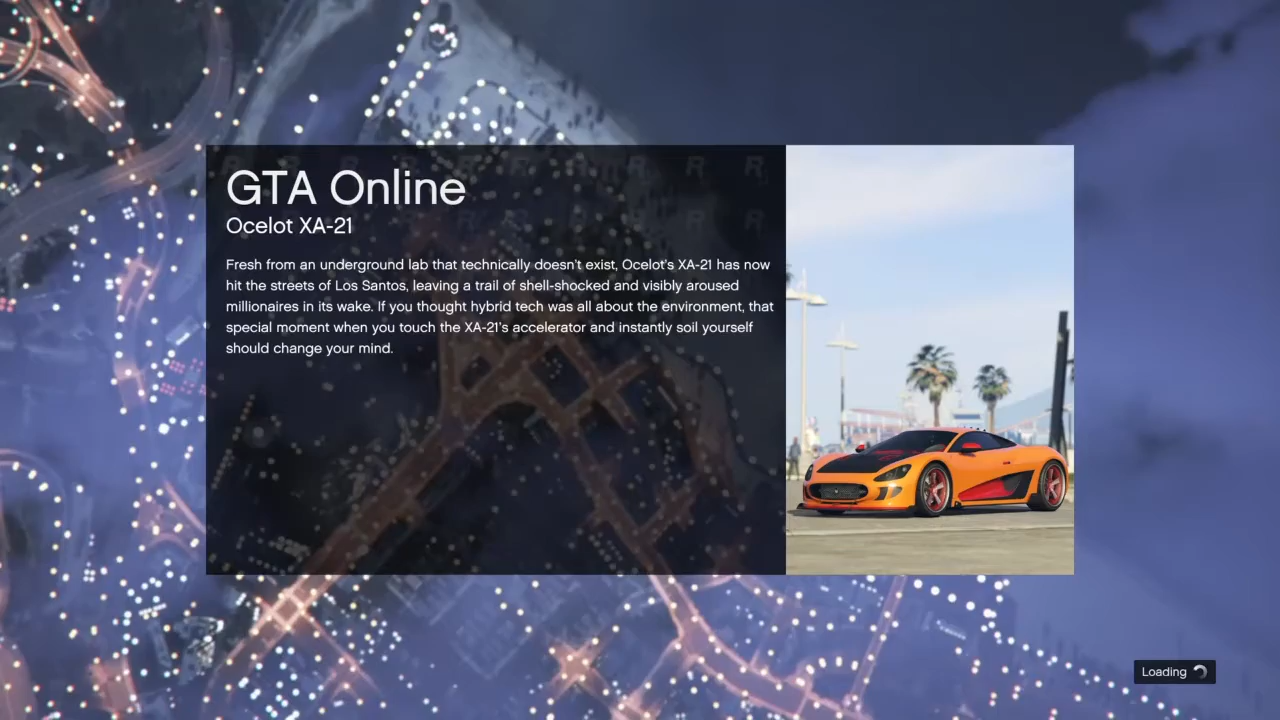 GTA Online
Ocelot XA-21
Fresh from an underground lab that technically doesn't exist, Ocelot's XA-21 has now
hit the streets of Los Santos, leaving a trail of shell-shocked and visibly aroused
millionaires in its wake. If you thought hybrid tech was all about the environment, that
special moment when you touch the XA-21's accelerator and instantly soil yourself
should change your mind.
Loading